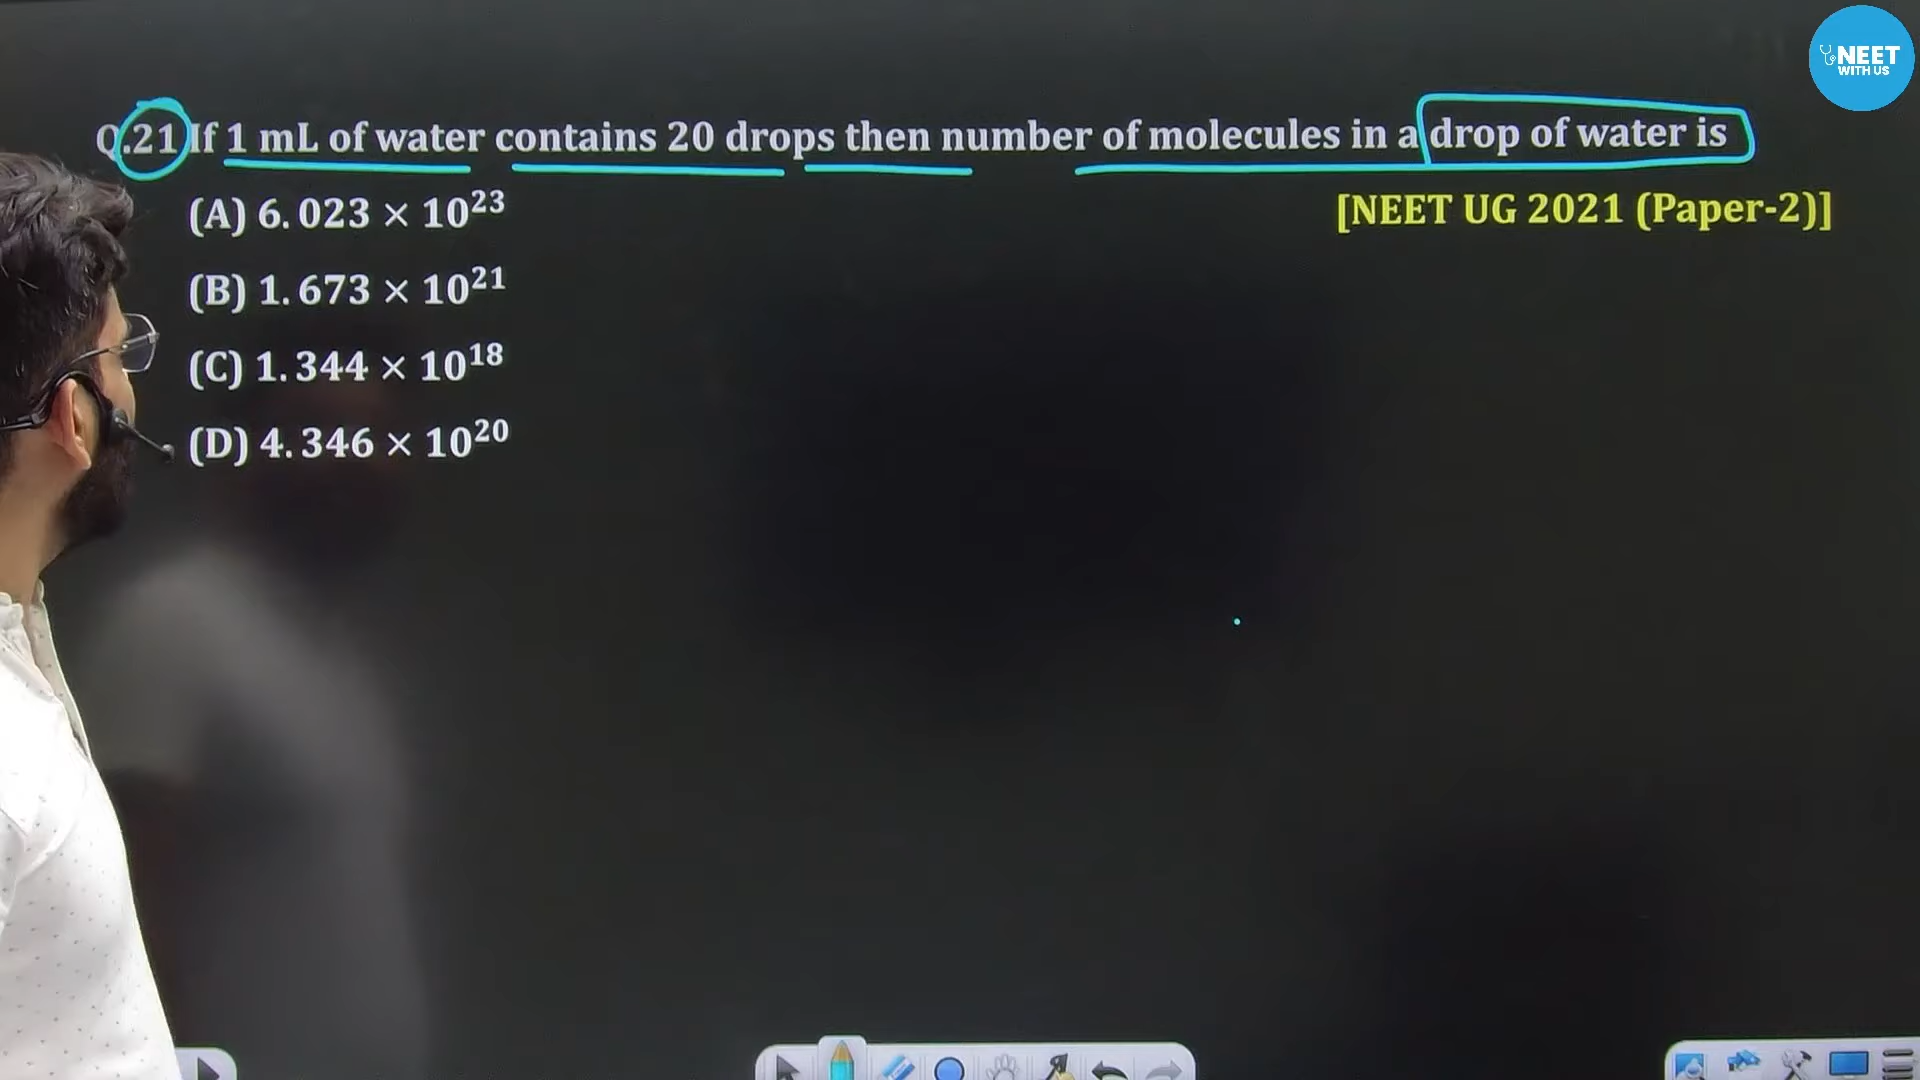 NEET
WITH US
Q.21 If 1 mL of water contains 20 drops then number of molecules in a drop of water is
[NEET UG 2021 (Paper-2)]
(A) 6.023 × 10²³
(B) 1.673 × 10²¹
(C) 1.344 × 10¹⁸
(D) 4.346 × 10²⁰